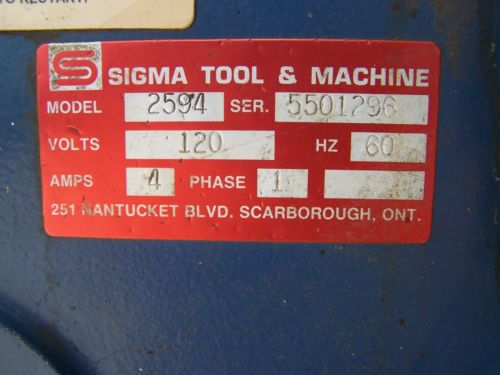 O RESTART.
SIGMA TOOL & MACHINE
MODEL 2594 SER. 5501296
VOLTS 120 HZ 60
AMPS 4 PHASE 1
251 NANTUCKET BLVD. SCARBOROUGH, ONT.